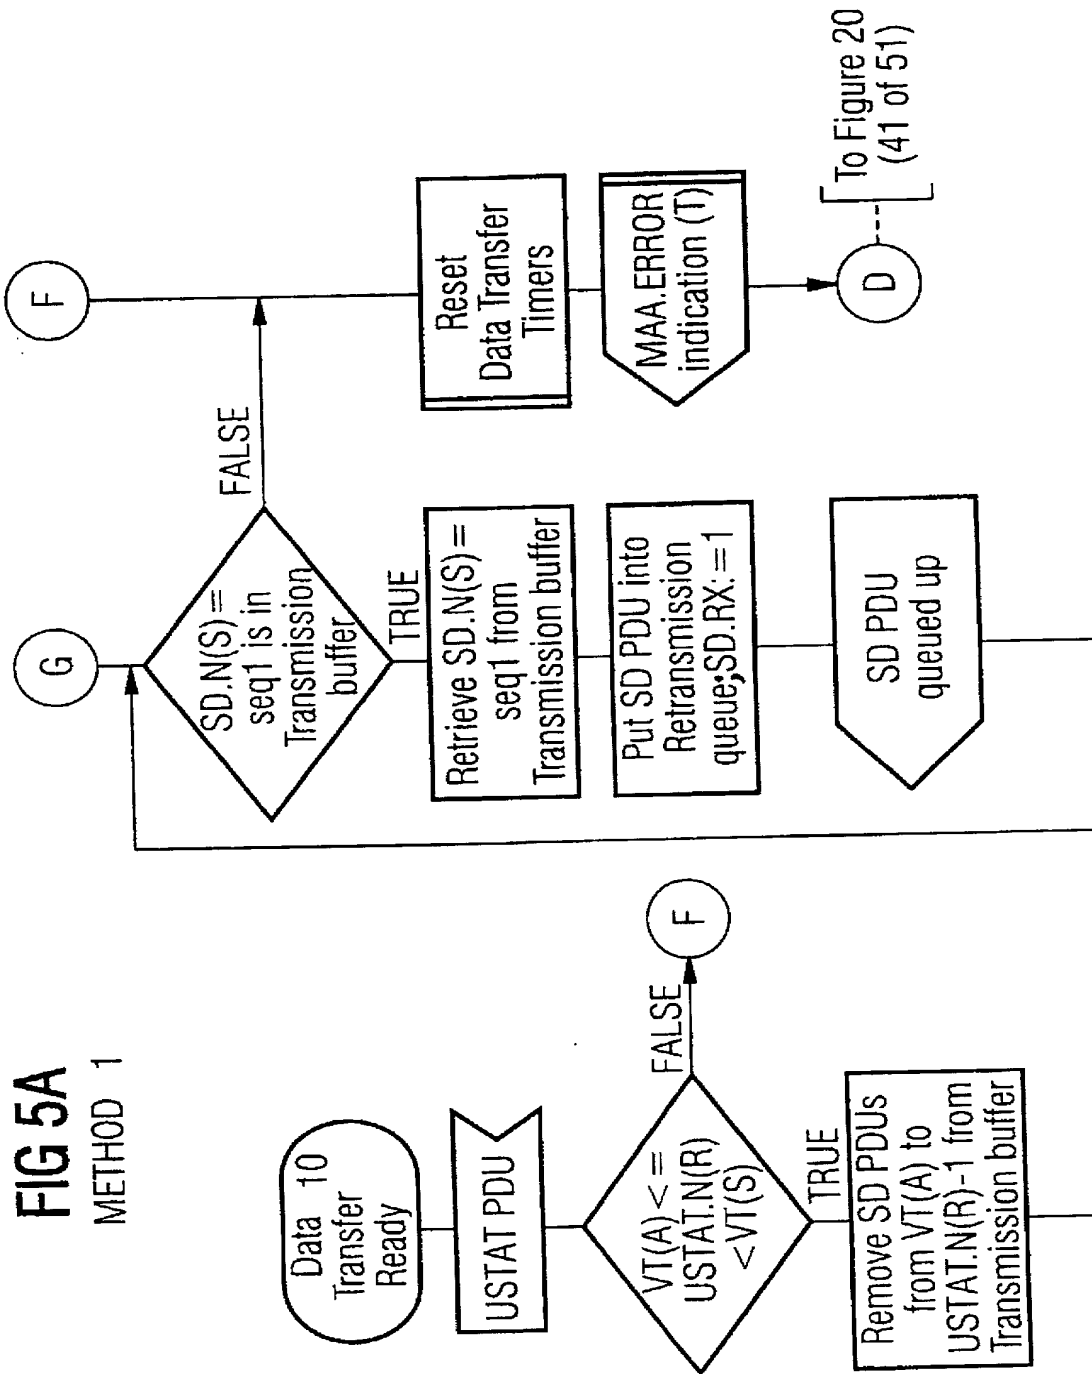 FIG 5A
METHOD 1
Data 10
Transfer
Ready
USTAT PDU
VT(A) <=
USTAT.N(R)
<VT(S)
FALSE
F
TRUE
Remove SD PDUs
from VT(A) to
USTAT.N(R)-1 from
Transmission buffer
G
SD.N(S)=
seq1 is in
Transmission
buffer
FALSE
TRUE
Retrieve SD.N(S)=
seq1 from
Transmission buffer
Put SD PDU into
Retransmission
queue;SD.RX:=1
SD PDU
queued up
F
Reset
Data Transfer
Timers
MAA.ERROR
indication (T)
D
To Figure 20
(41 of 51)